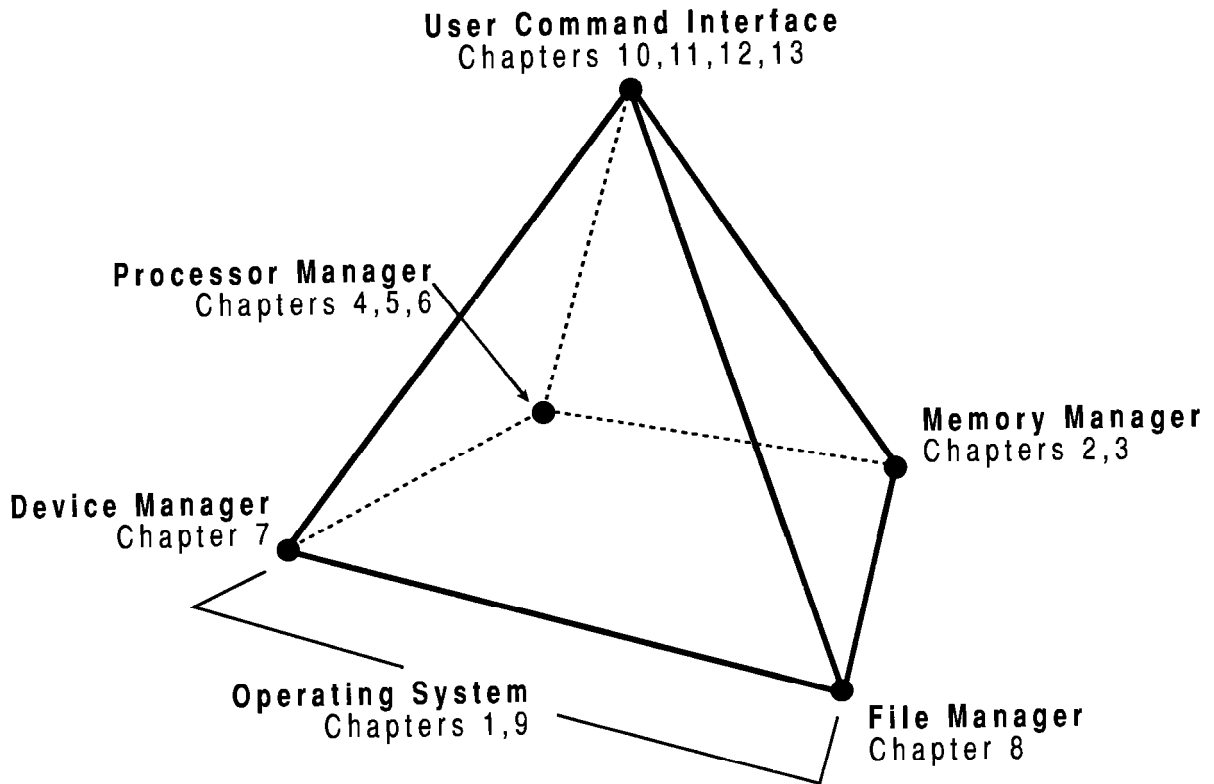 User Command Interface
Chapters 10,11,12,13
Processor Manager
Chapters 4,5,6
Memory Manager
Chapters 2,3
Device Manager
Chapter 7
Operating System
Chapters 1,9
File Manager
Chapter 8